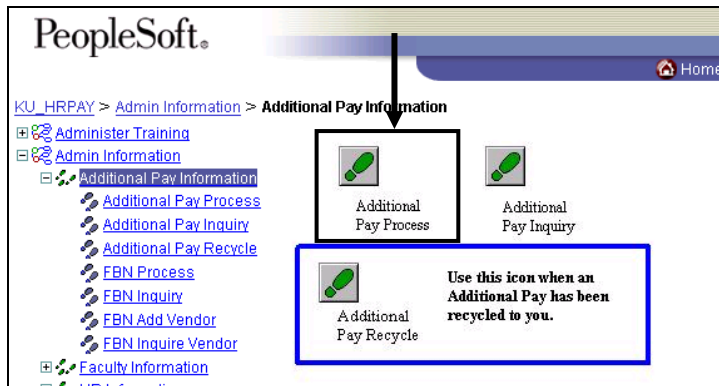 PeopleSoft.
Home
KU_HRPAY > Admin Information > Additional Pay Information
Administer Training
Admin Information
Additional Pay Information
Additional Pay Process
Additional Pay Inquiry
Additional Pay Recycle
FBN Process
FBN Inquiry
FBN Add Vendor
FBN Inquire Vendor
Faculty Information
Additional
Pay Process
Additional
Pay Inquiry
Additional
Pay Recycle
Use this icon when an
Additional Pay has been
recycled to you.